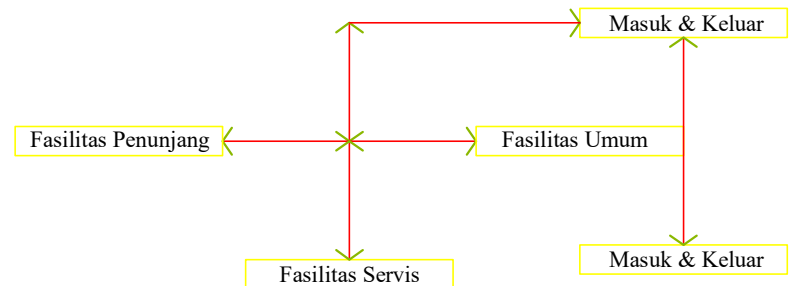 Masuk & Keluar
Fasilitas Penunjang
Fasilitas Umum
Masuk & Keluar
Fasilitas Servis